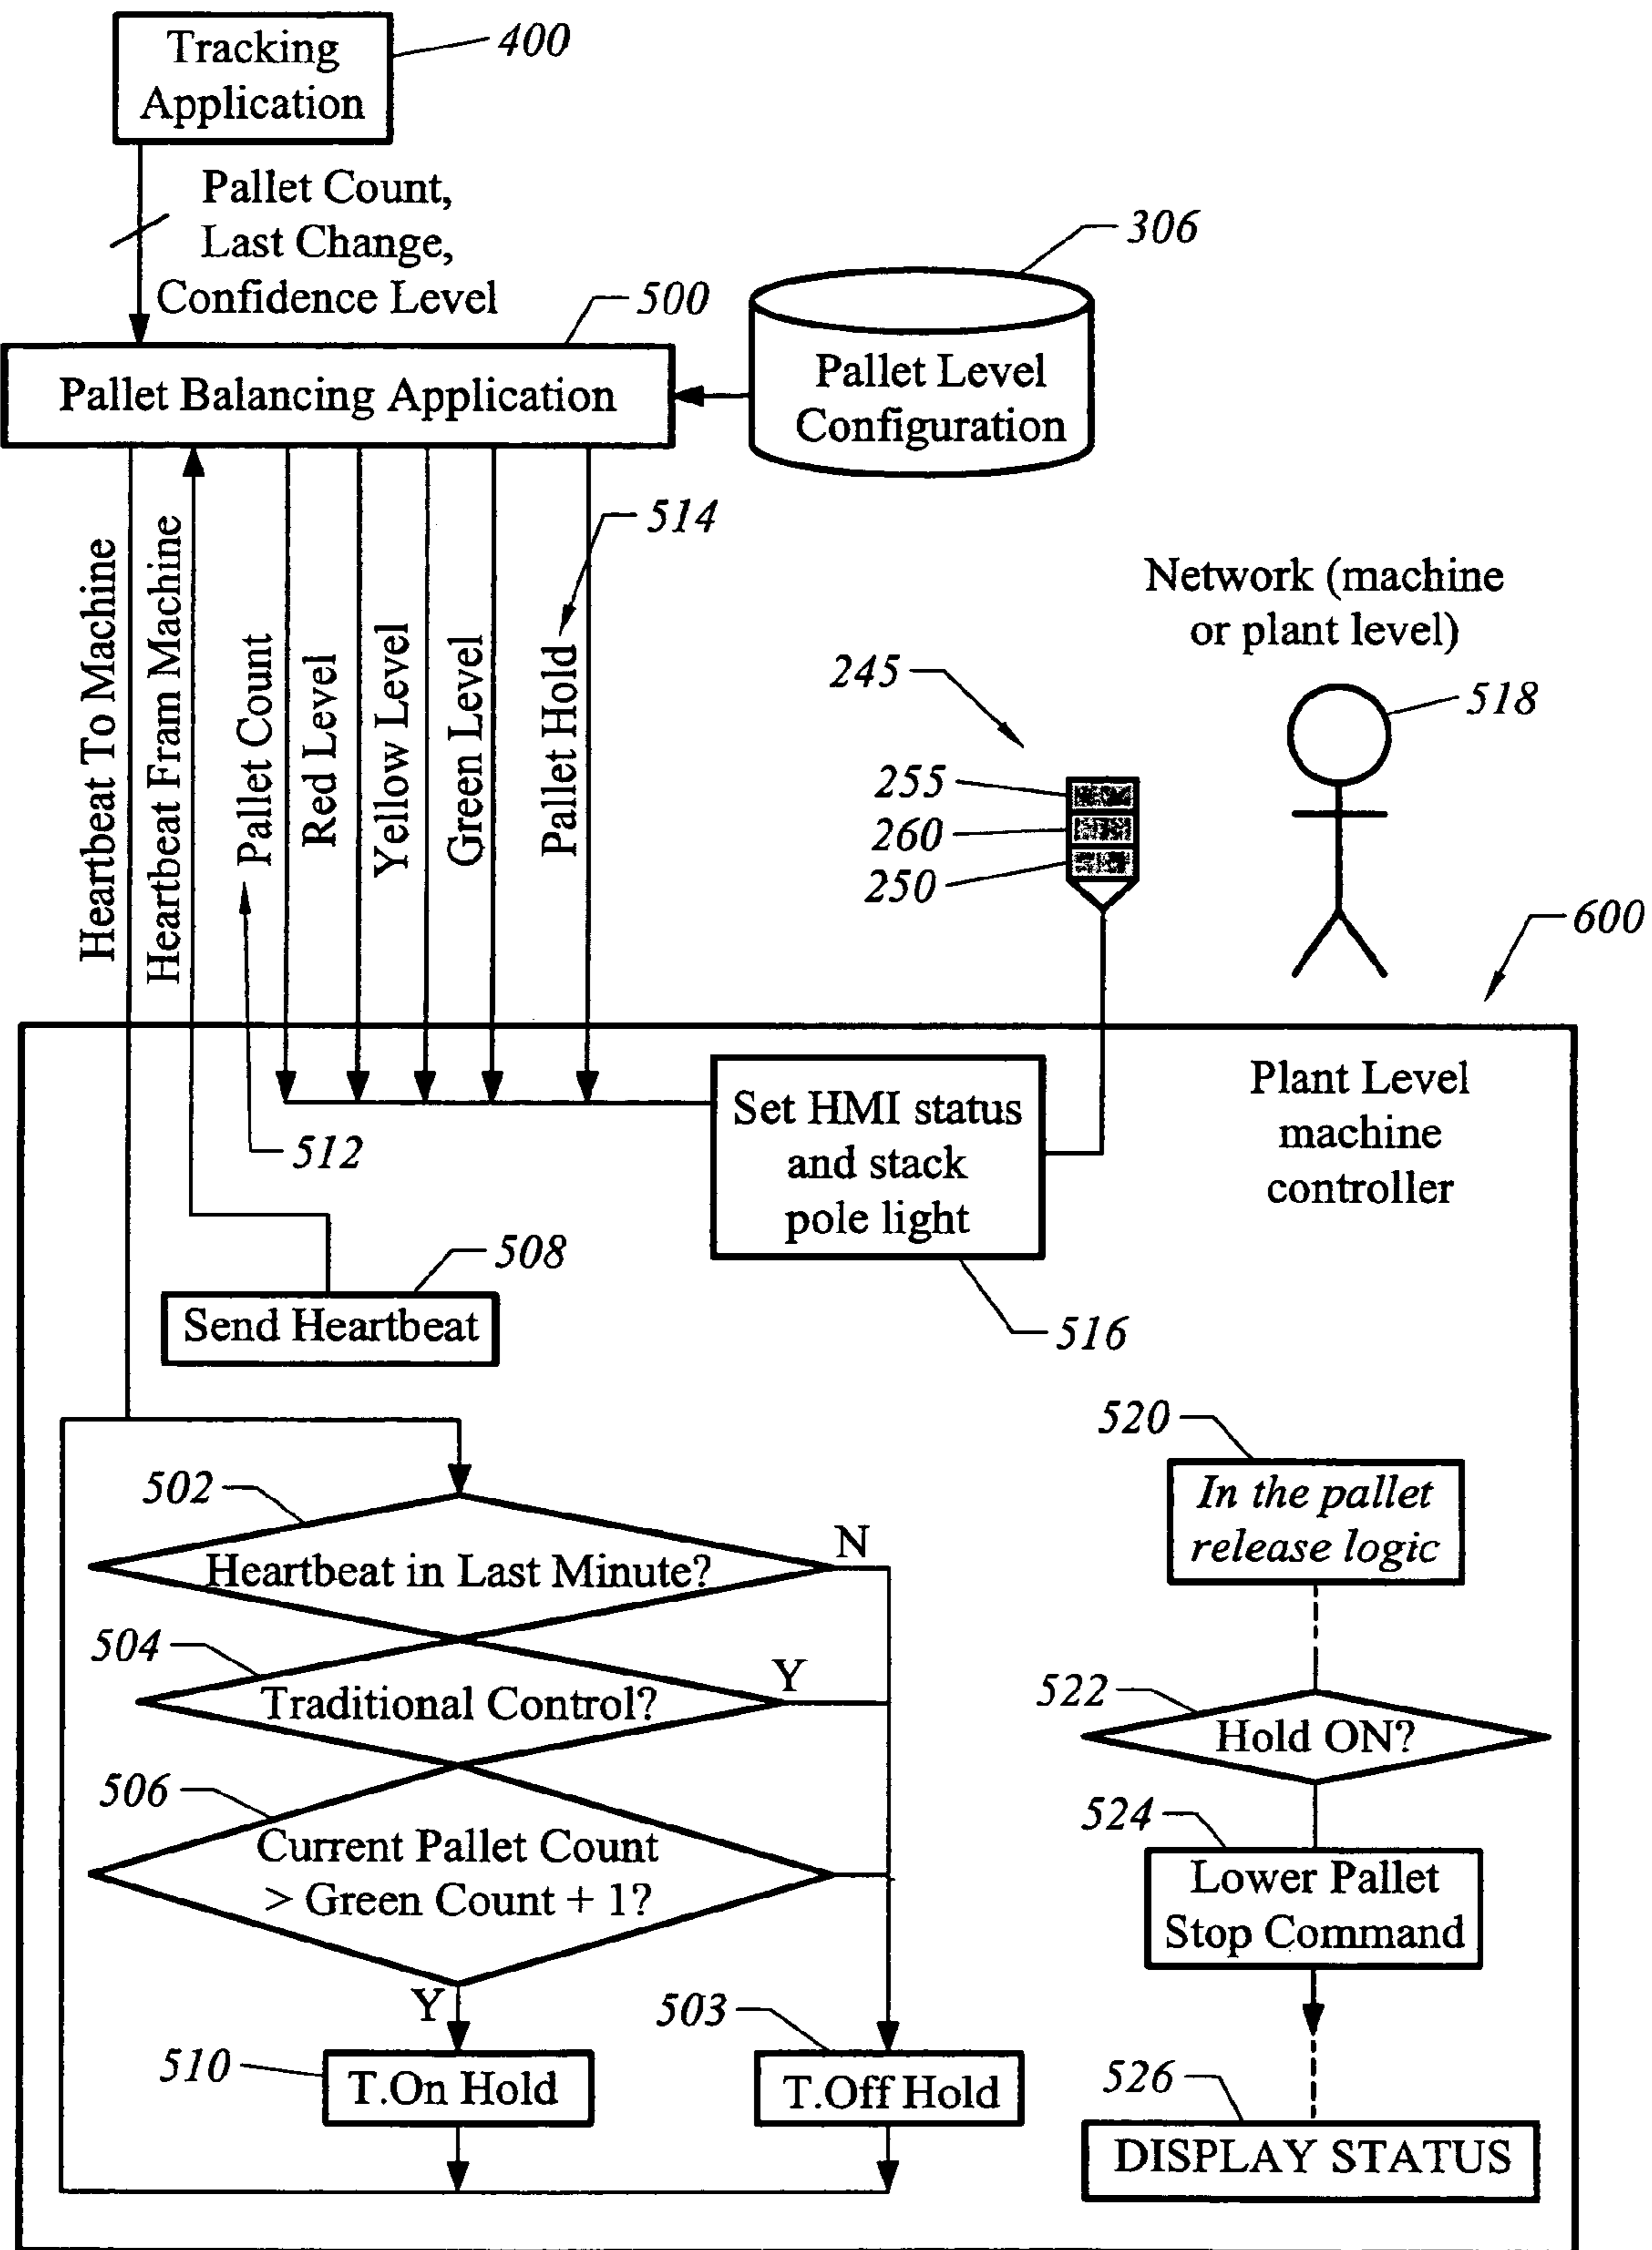 Tracking
Application
400
Pallet Count,
Last Change,
Confidence Level
306
500
Pallet Balancing Application
Pallet Level
Configuration
514
Heartbeat To Machine
Heartbeat Fram Machine
Pallet Count
Red Level
Yellow Level
Green Level
Pallet Hold
Network (machine
or plant level)
245
518
255
260
250
600
Set HMI status
and stack
pole light
Plant Level
machine
controller
512
508
Send Heartbeat
516
520
In the pallet
release logic
502
Heartbeat in Last Minute?
N
504
Traditional Control?
Y
522
Hold ON?
506
Current Pallet Count
> Green Count + 1?
524
Lower Pallet
Stop Command
Y
503
510
T.On Hold
T.Off Hold
526
DISPLAY STATUS